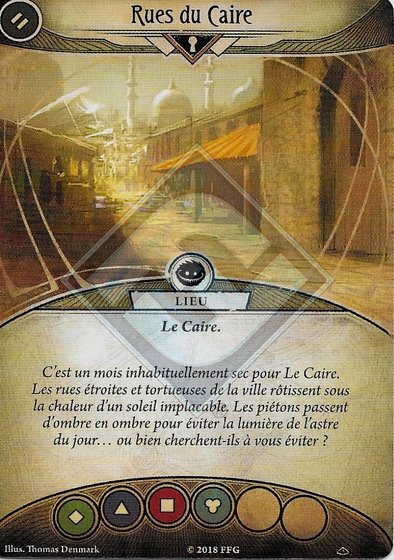 Rues du Caire
LIEU
Le Caire.
C'est un mois inhabituellement sec pour Le Caire.
Les rues étroites et tortueuses de la ville rôtissent sous
la chaleur d'un soleil implacable. Les piétons passent
d'ombre en ombre pour éviter la lumière de l'astre
du jour… ou bien cherchent-ils à vous éviter ?
Illus. Thomas Denmark
© 2018 FFG